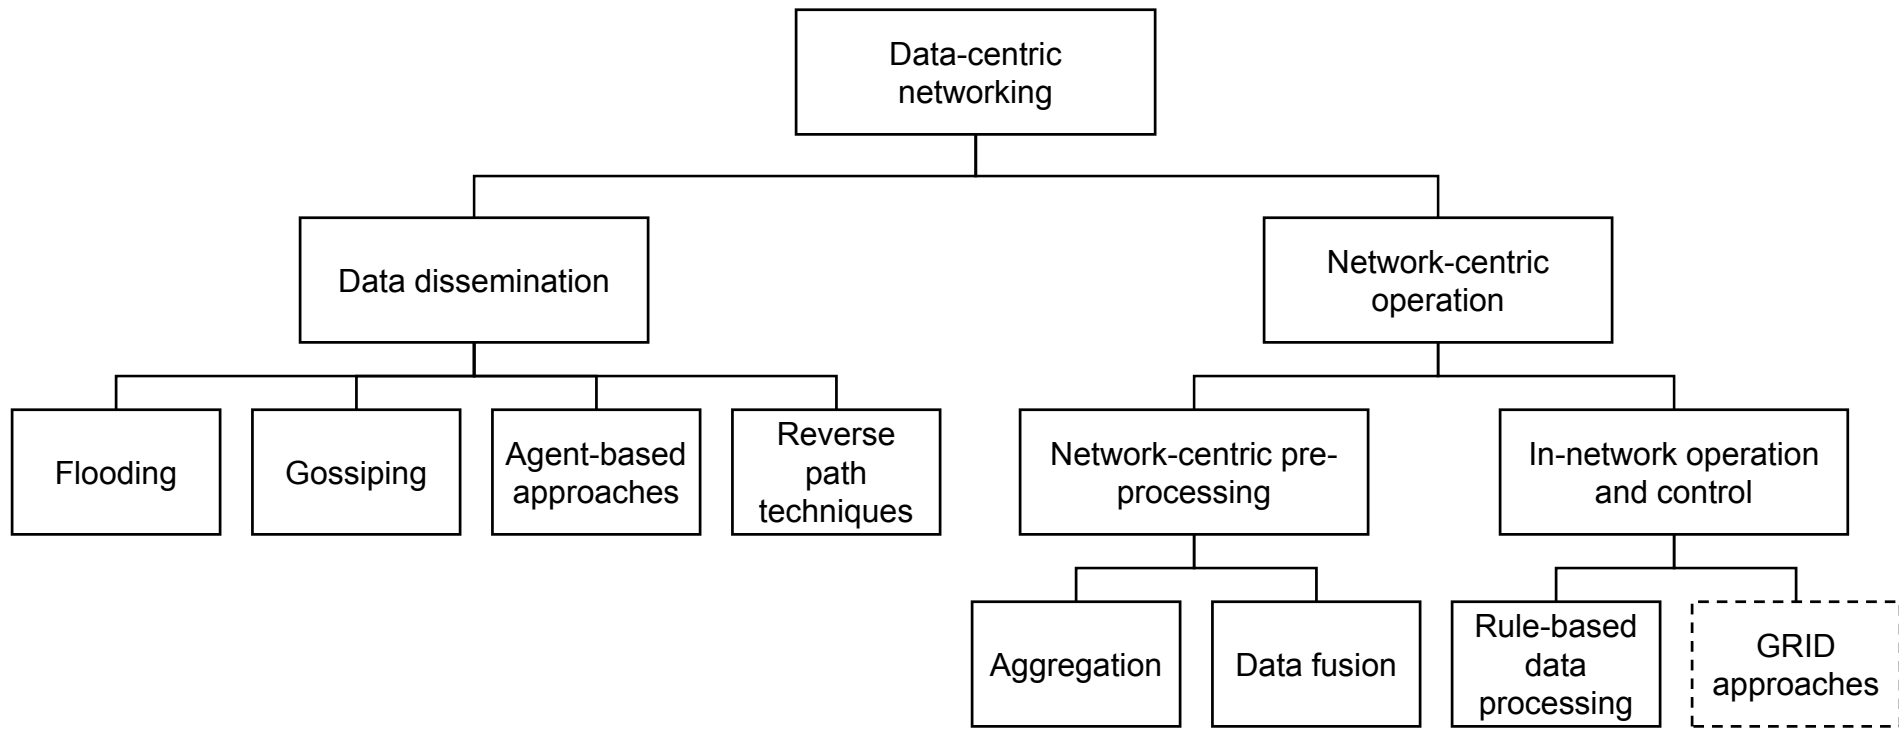 Data-centric
networking
Data dissemination
Network-centric
operation
Flooding
Gossiping
Agent-based
approaches
Reverse
path
techniques
Network-centric pre-
processing
In-network operation
and control
Aggregation
Data fusion
Rule-based
data
processing
GRID
approaches